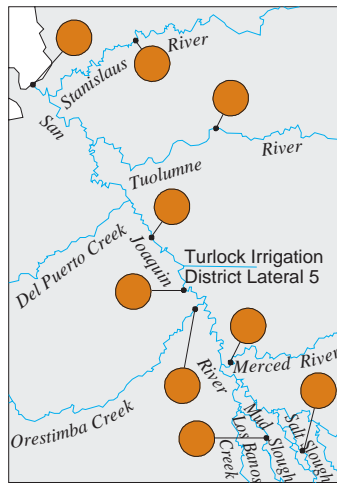 Stanislaus River
San
Joaquin
River
Tuolumne River
Del Puerto Creek
Turlock Irrigation
District Lateral 5
Merced River
Orestimba Creek
Mud Slough
Salt Slough
Los Banos
Creek